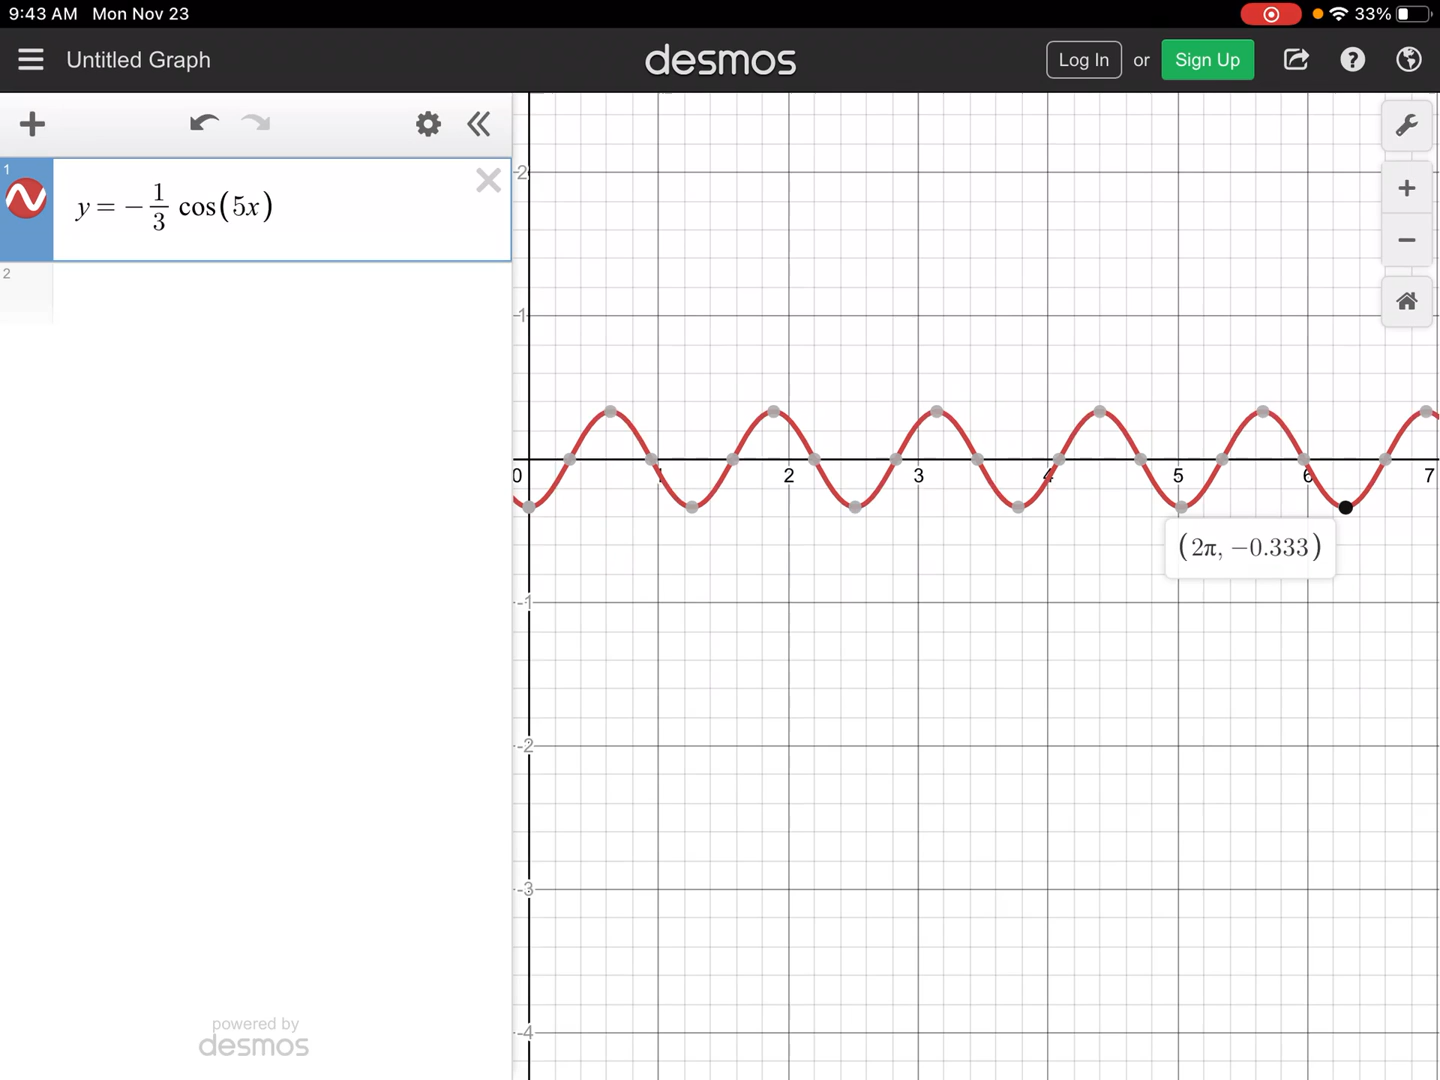 9:43 AM Mon Nov 23
33%
Untitled Graph
desmos
Log In or Sign Up
1
y = -1/3 cos(5x)
2
powered by
desmos
2
1
0 1 2 3 4 5 6 7
(2π, −0.333)
-1
-2
-3
-4